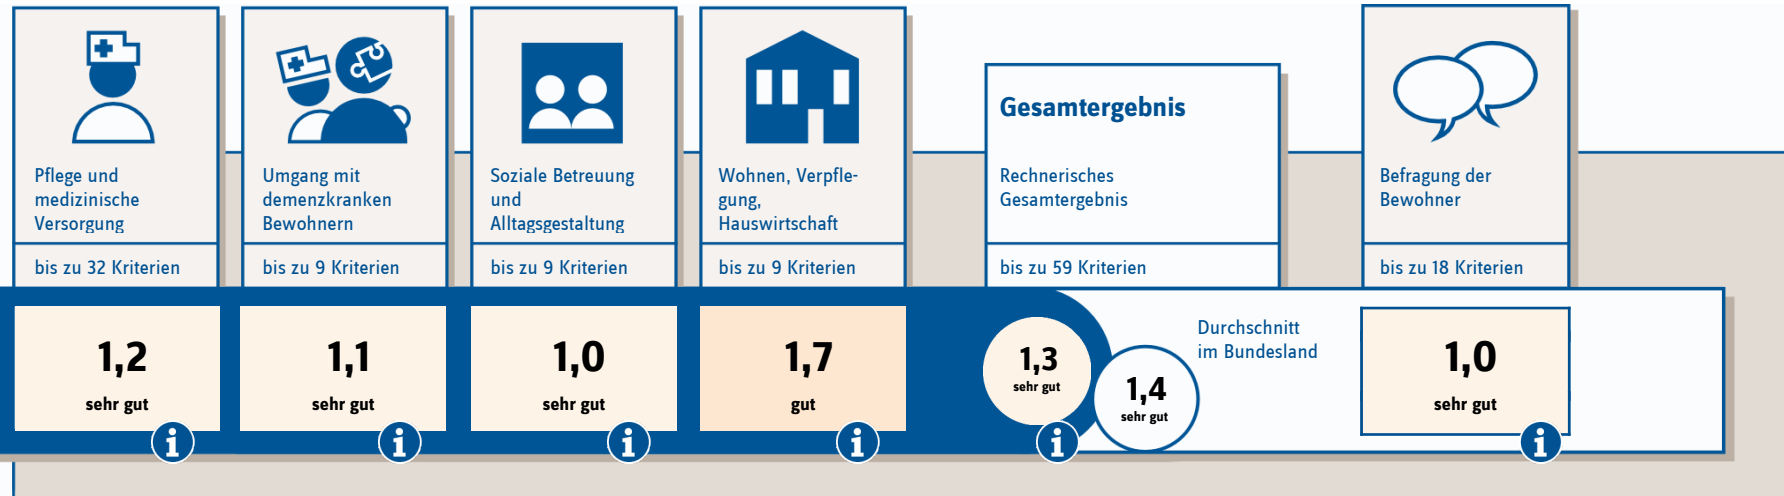 Pflege und
medizinische
Versorgung
bis zu 32 Kriterien
1,2
sehr gut
i
Umgang mit
demenzkranken
Bewohnern
bis zu 9 Kriterien
1,1
sehr gut
i
Soziale Betreuung
und
Alltagsgestaltung
bis zu 9 Kriterien
1,0
sehr gut
i
Wohnen, Verpfle-
gung,
Hauswirtschaft
bis zu 9 Kriterien
1,7
gut
i
Gesamtergebnis
Rechnerisches
Gesamtergebnis
bis zu 59 Kriterien
1,3
sehr gut
i
1,4
sehr gut
Durchschnitt
im Bundesland
Befragung der
Bewohner
bis zu 18 Kriterien
1,0
sehr gut
i